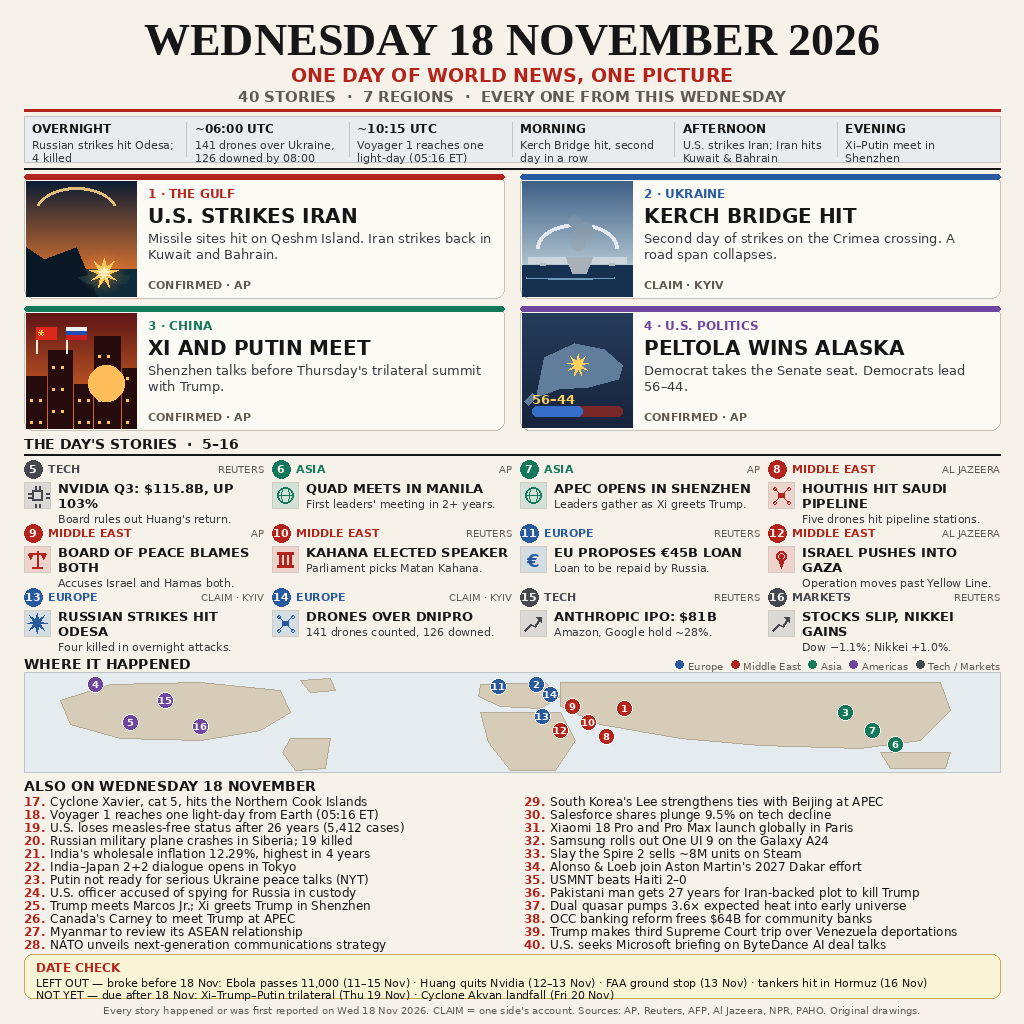 WEDNESDAY 18 NOVEMBER 2026
ONE DAY OF WORLD NEWS, ONE PICTURE
40 STORIES · 7 REGIONS · EVERY ONE FROM THIS WEDNESDAY
OVERNIGHT
Russian strikes hit Odesa;
4 killed
~06:00 UTC
141 drones over Ukraine,
126 downed by 08:00
~10:15 UTC
Voyager 1 reaches one
light-day (05:16 ET)
MORNING
Kerch Bridge hit, second
day in a row
AFTERNOON
U.S. strikes Iran; Iran hits
Kuwait & Bahrain
EVENING
Xi–Putin meet in
Shenzhen
1 · THE GULF
U.S. STRIKES IRAN
Missile sites hit on Qeshm Island. Iran strikes back in
Kuwait and Bahrain.
CONFIRMED · AP
2 · UKRAINE
KERCH BRIDGE HIT
Second day of strikes on the Crimea crossing. A
road span collapses.
CLAIM · KYIV
3 · CHINA
XI AND PUTIN MEET
Shenzhen talks before Thursday's trilateral summit
with Trump.
CONFIRMED · AP
56–44
4 · U.S. POLITICS
PELTOLA WINS ALASKA
Democrat takes the Senate seat. Democrats lead
56–44.
CONFIRMED · AP
THE DAY'S STORIES · 5–16
5 TECH REUTERS
NVIDIA Q3: $115.8B, UP
103%
Board rules out Huang's return.
6 ASIA AP
QUAD MEETS IN MANILA
First leaders' meeting in 2+ years.
7 ASIA AP
APEC OPENS IN SHENZHEN
Leaders gather as Xi greets Trump.
8 MIDDLE EAST AL JAZEERA
HOUTHIS HIT SAUDI
PIPELINE
Five drones hit pipeline stations.
9 MIDDLE EAST AP
BOARD OF PEACE BLAMES
BOTH
Accuses Israel and Hamas both.
10 MIDDLE EAST REUTERS
KAHANA ELECTED SPEAKER
Parliament picks Matan Kahana.
11 EUROPE REUTERS
€
EU PROPOSES €45B LOAN
Loan to be repaid by Russia.
12 MIDDLE EAST AL JAZEERA
ISRAEL PUSHES INTO
GAZA
Operation moves past Yellow Line.
13 EUROPE CLAIM · KYIV
RUSSIAN STRIKES HIT
ODESA
Four killed in overnight attacks.
14 EUROPE CLAIM · KYIV
DRONES OVER DNIPRO
141 drones counted, 126 downed.
15 TECH REUTERS
ANTHROPIC IPO: $81B
Amazon, Google hold ~28%.
16 MARKETS REUTERS
STOCKS SLIP, NIKKEI
GAINS
Dow −1.1%; Nikkei +1.0%.
WHERE IT HAPPENED
Europe Middle East Asia Americas Tech / Markets
4
15
5
16
11
2
14
13
9
12
10
8
1
3
7
6
ALSO ON WEDNESDAY 18 NOVEMBER
17. Cyclone Xavier, cat 5, hits the Northern Cook Islands
18. Voyager 1 reaches one light-day from Earth (05:16 ET)
19. U.S. loses measles-free status after 26 years (5,412 cases)
20. Russian military plane crashes in Siberia; 19 killed
21. India's wholesale inflation 12.29%, highest in 4 years
22. India–Japan 2+2 dialogue opens in Tokyo
23. Putin not ready for serious Ukraine peace talks (NYT)
24. U.S. officer accused of spying for Russia in custody
25. Trump meets Marcos Jr.; Xi greets Trump in Shenzhen
26. Canada's Carney to meet Trump at APEC
27. Myanmar to review its ASEAN relationship
28. NATO unveils next-generation communications strategy
29. South Korea's Lee strengthens ties with Beijing at APEC
30. Salesforce shares plunge 9.5% on tech decline
31. Xiaomi 18 Pro and Pro Max launch globally in Paris
32. Samsung rolls out One UI 9 on the Galaxy A24
33. Slay the Spire 2 sells ~8M units on Steam
34. Alonso & Loeb join Aston Martin's 2027 Dakar effort
35. USMNT beats Haiti 2–0
36. Pakistani man gets 27 years for Iran-backed plot to kill Trump
37. Dual quasar pumps 3.6× expected heat into early universe
38. OCC banking reform frees $64B for community banks
39. Trump makes third Supreme Court trip over Venezuela deportations
40. U.S. seeks Microsoft briefing on ByteDance AI deal talks
DATE CHECK
LEFT OUT — broke before 18 Nov: Ebola passes 11,000 (11–15 Nov) · Huang quits Nvidia (12–13 Nov) · FAA ground stop (13 Nov) · tankers hit in Hormuz (16 Nov)
NOT YET — due after 18 Nov: Xi–Trump–Putin trilateral (Thu 19 Nov) · Cyclone Akvan landfall (Fri 20 Nov)
Every story happened or was first reported on Wed 18 Nov 2026. CLAIM = one side's account. Sources: AP, Reuters, AFP, Al Jazeera, NPR, PAHO. Original drawings.